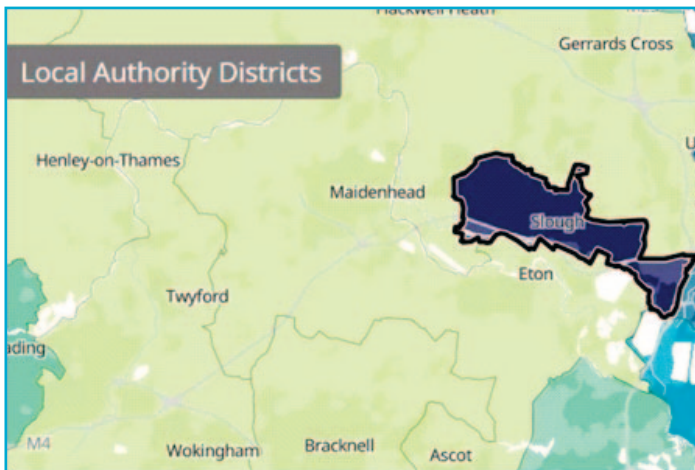 Gerrards Cross
Local Authority Districts
Henley-on-Thames
Maidenhead
Slough
Eton
Twyford
M4
Wokingham
Bracknell
Ascot